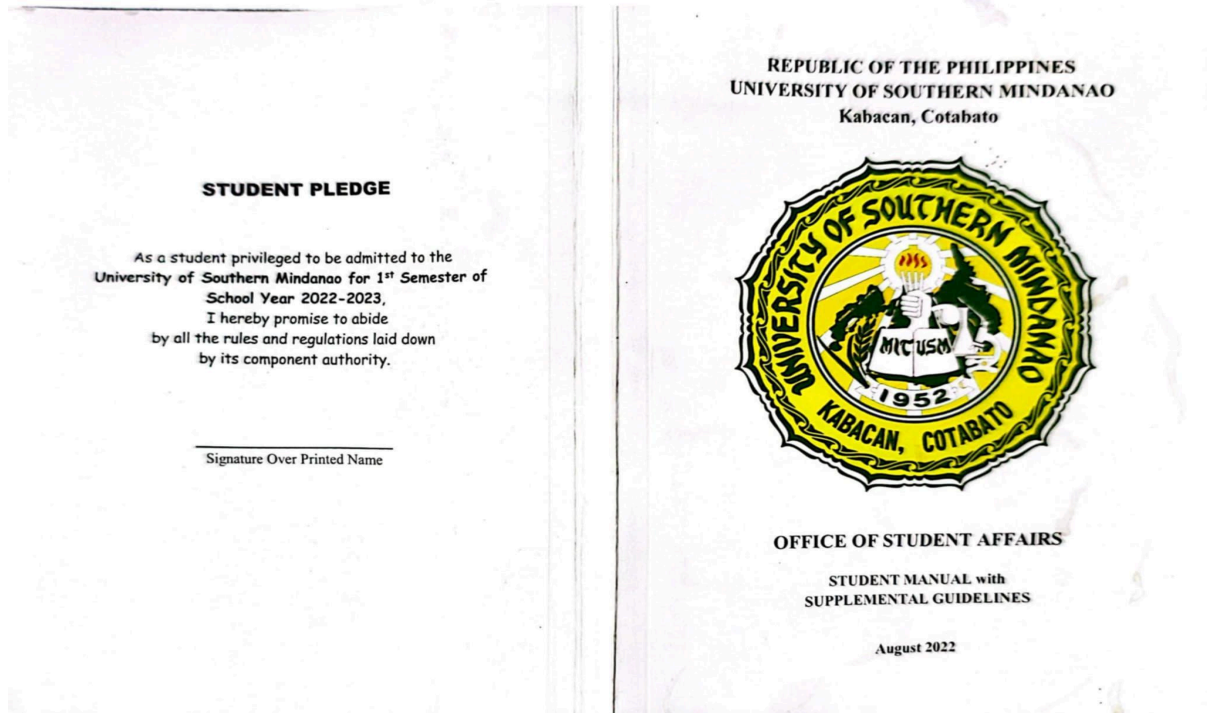 STUDENT PLEDGE
As a student privileged to be admitted to the
University of Southern Mindanao for 1st Semester of
School Year 2022-2023,
I hereby promise to abide
by all the rules and regulations laid down
by its component authority.
Signature Over Printed Name
REPUBLIC OF THE PHILIPPINES
UNIVERSITY OF SOUTHERN MINDANAO
Kabacan, Cotabato
UNIVERSITY OF SOUTHERN MINDANAO
MIT USM
1952
KABACAN, COTABATO
OFFICE OF STUDENT AFFAIRS
STUDENT MANUAL with
SUPPLEMENTAL GUIDELINES
August 2022